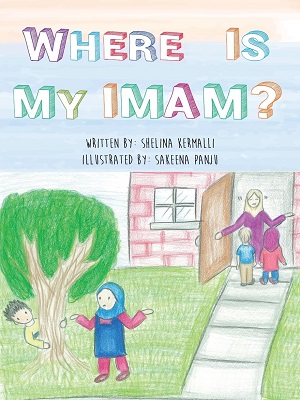 WHERE IS
MY IMAM?
WRITTEN BY: SHELINA KERMALLI
ILLUSTRATED BY: SAKEENA PANJU